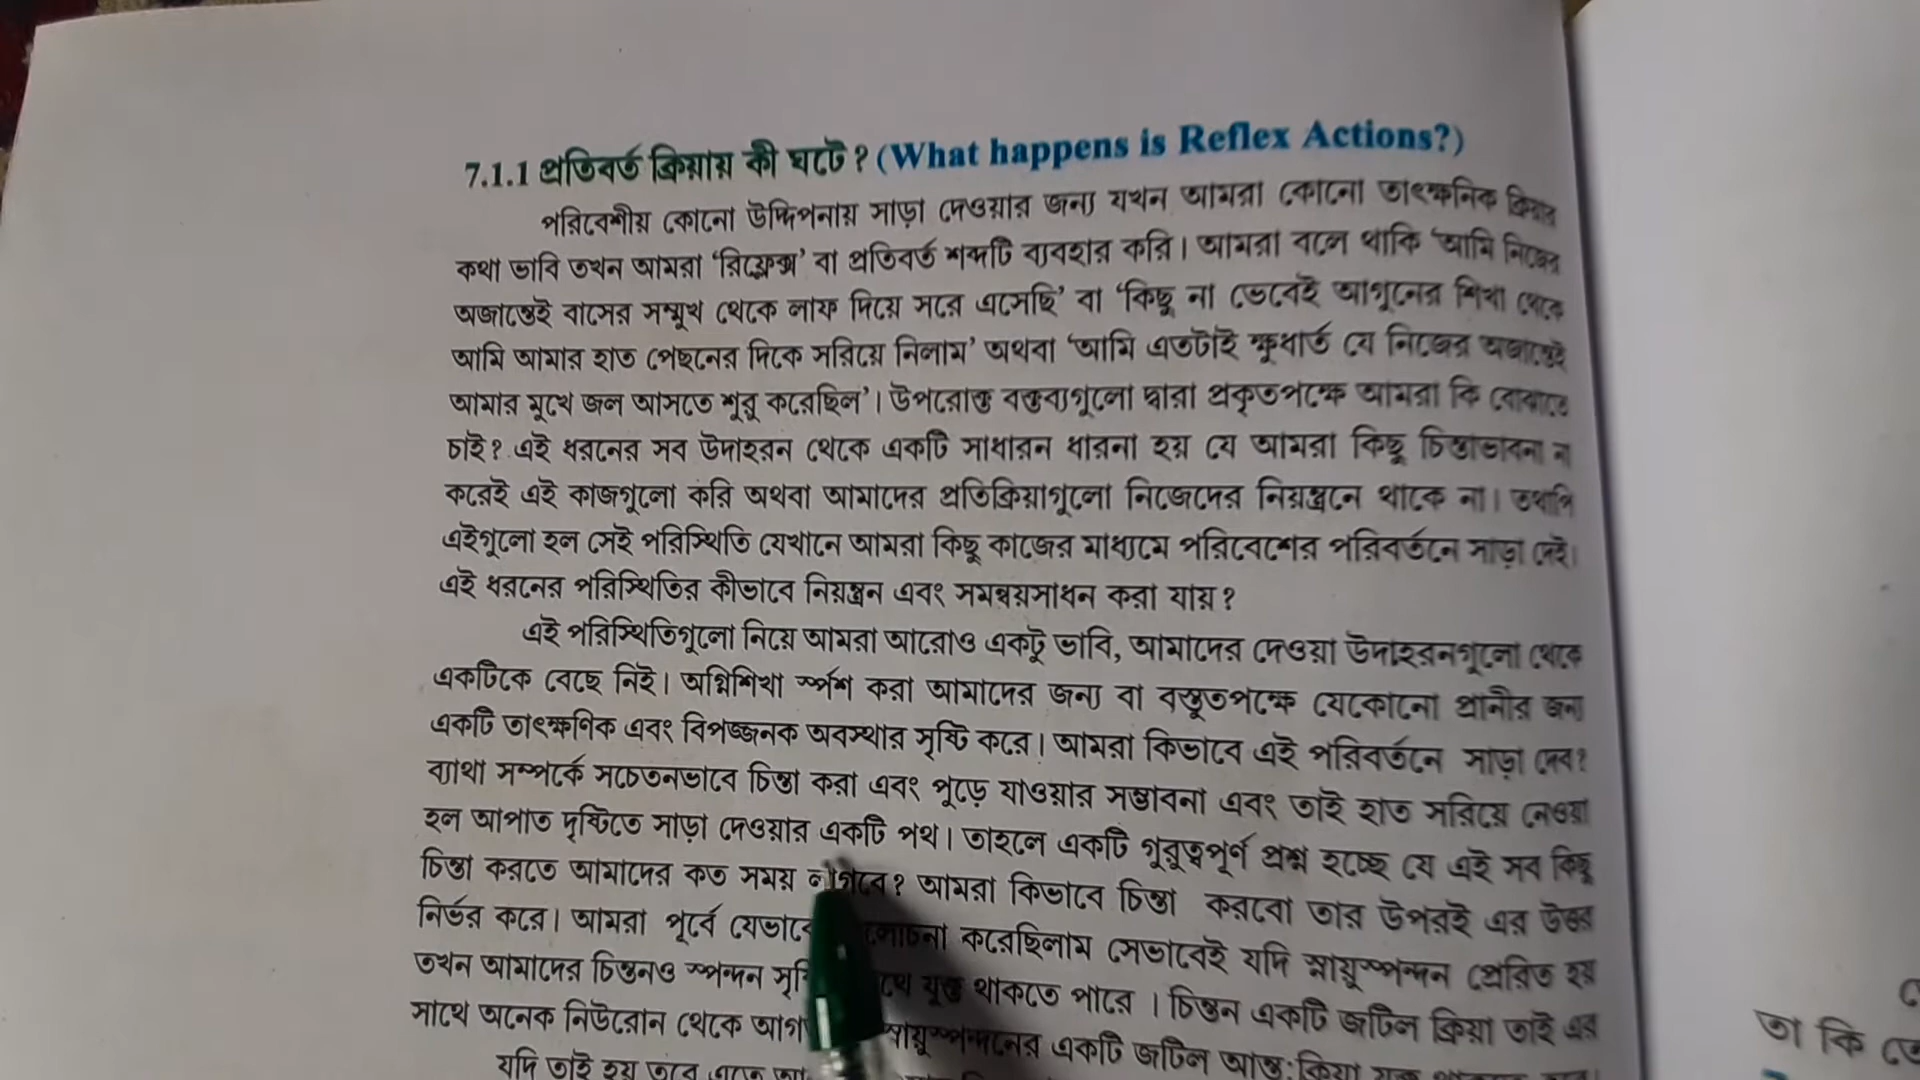 7.1.1 প্রতিবর্ত ক্রিয়ায় কী ঘটে? (What happens is Reflex Actions?)
পরিবেশীয় কোনো উদ্দিপনায় সাড়া দেওয়ার জন্য যখন আমরা কোনো তাৎক্ষনিক ক্রিয়ার
কথা ভাবি তখন আমরা ‘রিফ্লেক্স’ বা প্রতিবর্ত শব্দটি ব্যবহার করি। আমরা বলে থাকি ‘আমি নিজের
অজান্তেই বাসের সম্মুখ থেকে লাফ দিয়ে সরে এসেছি’ বা ‘কিছু না ভেবেই আগুনের শিখা থেকে
আমি আমার হাত পেছনের দিকে সরিয়ে নিলাম’ অথবা ‘আমি এতটাই ক্ষুধার্ত যে নিজের অজান্তেই
আমার মুখে জল আসতে শুরু করেছিল’। উপরোক্ত বক্তব্যগুলো দ্বারা প্রকৃতপক্ষে আমরা কি বোঝাতে
চাই? এই ধরনের সব উদাহরন থেকে একটি সাধারন ধারনা হয় যে আমরা কিছু চিন্তাভাবনা না
করেই এই কাজগুলো করি অথবা আমাদের প্রতিক্রিয়াগুলো নিজেদের নিয়ন্ত্রনে থাকে না। তথাপি
এইগুলো হল সেই পরিস্থিতি যেখানে আমরা কিছু কাজের মাধ্যমে পরিবেশের পরিবর্তনে সাড়া দেই।
এই ধরনের পরিস্থিতির কীভাবে নিয়ন্ত্রন এবং সমন্বয়সাধন করা যায়?
এই পরিস্থিতিগুলো নিয়ে আমরা আরোও একটু ভাবি, আমাদের দেওয়া উদাহরনগুলো থেকে
একটিকে বেছে নিই। অগ্নিশিখা র্স্পশ করা আমাদের জন্য বা বস্তুতপক্ষে যেকোনো প্রানীর জন্য
একটি তাৎক্ষণিক এবং বিপজ্জনক অবস্থার সৃষ্টি করে। আমরা কিভাবে এই পরিবর্তনে সাড়া দেব?
ব্যাথা সম্পর্কে সচেতনভাবে চিন্তা করা এবং পুড়ে যাওয়ার সম্ভাবনা এবং তাই হাত সরিয়ে নেওয়া
হল আপাত দৃষ্টিতে সাড়া দেওয়ার একটি পথ। তাহলে একটি গুরুত্বপূর্ণ প্রশ্ন হচ্ছে যে এই সব কিছু
চিন্তা করতে আমাদের কত সময় লাগবে? আমরা কিভাবে চিন্তা করবো তার উপরই এর উত্তর
নির্ভর করে। আমরা পূর্বে করেছিলাম সেভাবেই যদি স্নায়ুস্পন্দন প্রেরিত হয়
তখন আমাদের চিন্তনও স্পন্দন যুক্ত থাকতে পারে। চিন্তন একটি জটিল ক্রিয়া তাই এর
সাথে অনেক নিউরোন থেকে স্নায়ুস্পন্দনের একটি জটিল আন্ত:ক্রিয়া
যদি তাই হয় তবে
তা কি